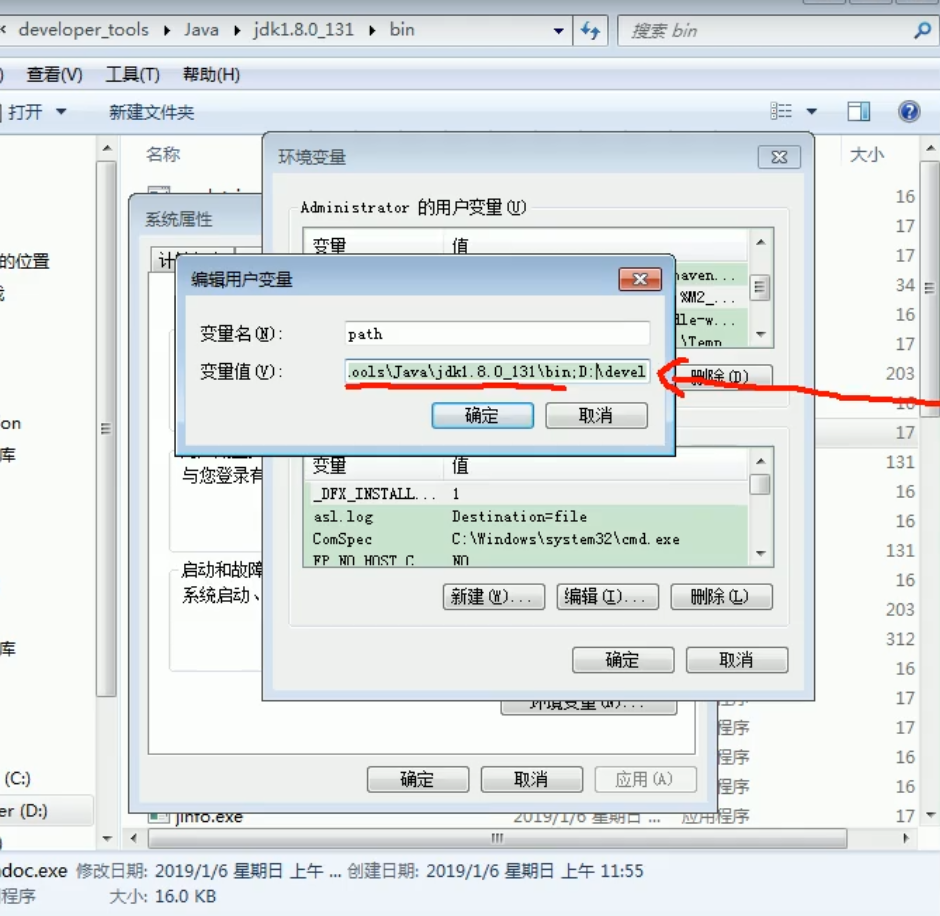 developer_tools ▸ Java ▸ jdk1.8.0_131 ▸ bin
搜索 bin
查看(V) 工具(T) 帮助(H)
打开 新建文件夹
名称
大小
环境变量
Administrator 的用户变量(U)
变量 值
系统属性
的位置
编辑用户变量
变量名(N): path
变量值(V): .ools\Java\jdk1.8.0_131\bin;D:\devel
确定 取消
haven...
%M2_...
dle-w...
\Temp
删除(D)
变量 值
_DFX_INSTALL... 1
asl.log Destination=file
ComSpec C:\Windows\system32\cmd.exe
FP_NO_HOST_C... NO
新建(W)... 编辑(I)... 删除(L)
确定 取消
与您登录有
启动和故障
系统启动、
环境变量(N)...
确定 取消 应用(A)
on
库
库
(C:)
er (D:)
16
17
17
34
16
17
203
16
17
131
16
16
131
16
203
312
16
程序 17
程序 17
程序 16
程序 16
jinfo.exe 2019/1/6 星期日 ... 应用程序 17
adoc.exe 修改日期: 2019/1/6 星期日 上午 ... 创建日期: 2019/1/6 星期日 上午 11:55
程序 大小: 16.0 KB